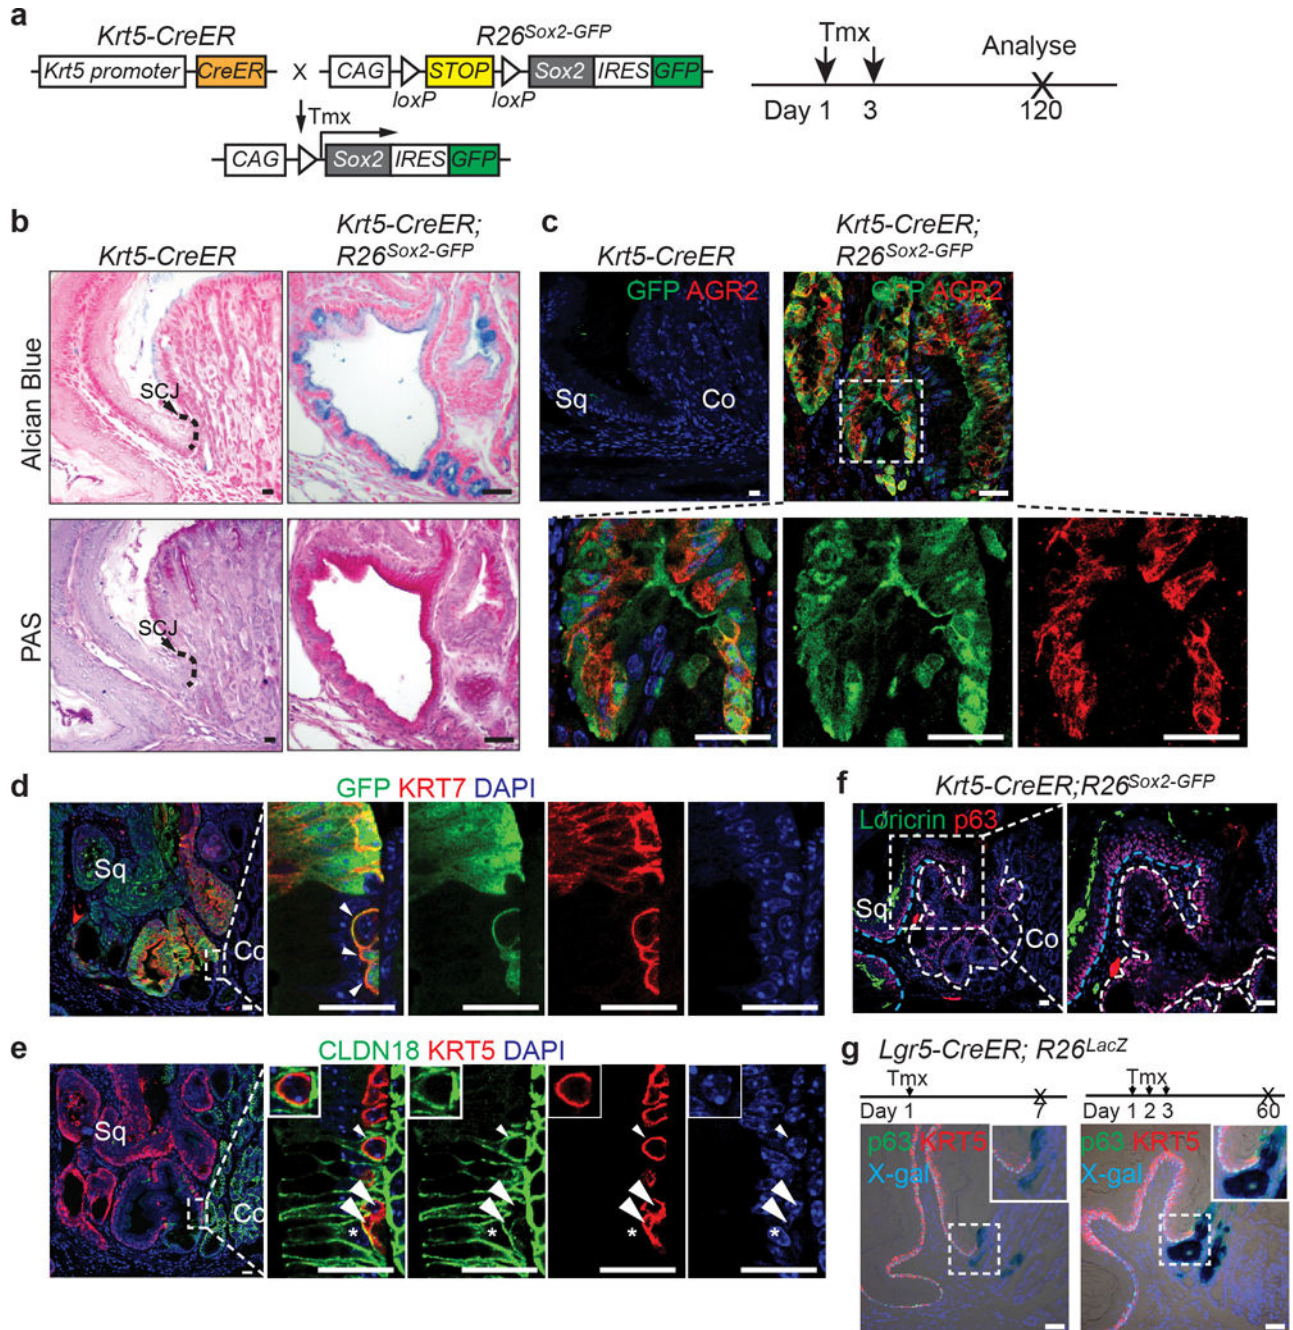 a
Krt5-CreER
R26Sox2-GFP
Krt5 promoter CreER X CAG STOP Sox2 IRES GFP
loxP loxP
Tmx
CAG Sox2 IRES GFP
Tmx
Analyse
Day 1 3 120
b
Krt5-CreER
Krt5-CreER;
R26Sox2-GFP
Alcian Blue
SCJ
PAS
SCJ
c
Krt5-CreER
Krt5-CreER;
R26Sox2-GFP
GFP AGR2
Sq
Co
GFP AGR2
d
GFP KRT7 DAPI
Sq
Co
e
CLDN18 KRT5 DAPI
Sq
Co
* * * *
f
Krt5-CreER;R26Sox2-GFP
Loricrin p63
Sq
Co
g
Lgr5-CreER; R26LacZ
Tmx
Day 1 7
p63 KRT5
X-gal
Tmx
Day 1 2 3 60
p63 KRT5
X-gal